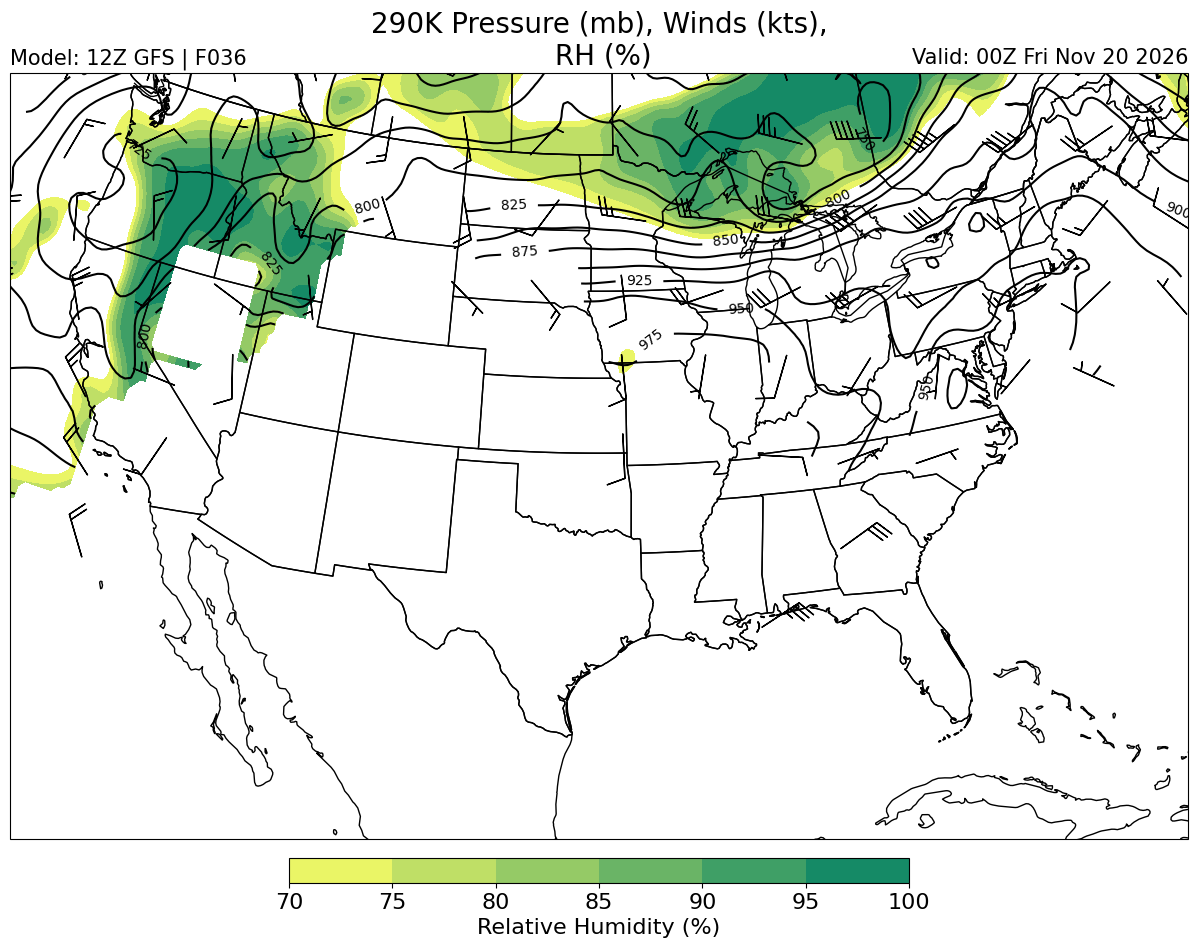 290K Pressure (mb), Winds (kts),
RH (%)
Model: 12Z GFS | F036
Valid: 00Z Fri Nov 20 2026
800
825
800
900
850
875
825
925
950
975
800
950
70 75 80 85 90 95 100
Relative Humidity (%)